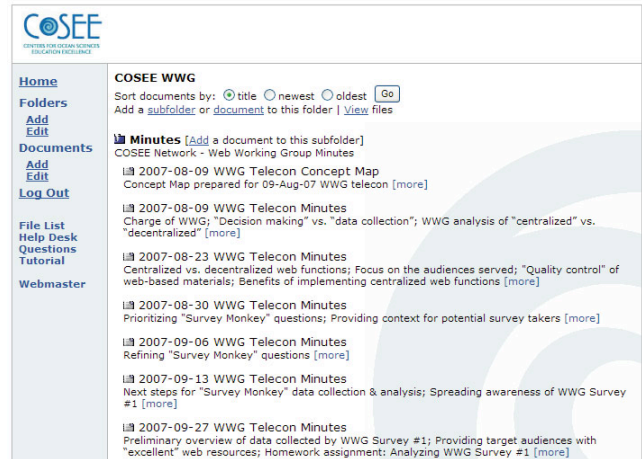 COSEE
CENTERS FOR OCEAN SCIENCES
EDUCATION EXCELLENCE
Home
Folders
Add
Edit
Documents
Add
Edit
Log Out
File List
Help Desk
Questions
Tutorial
Webmaster
COSEE WWG
Sort documents by: title newest oldest Go
Add a subfolder or document to this folder | View files
Minutes [Add a document to this subfolder]
COSEE Network - Web Working Group Minutes
2007-08-09 WWG Telecon Concept Map
Concept Map prepared for 09-Aug-07 WWG telecon [more]
2007-08-09 WWG Telecon Minutes
Charge of WWG; “Decision making” vs. “data collection”; WWG analysis of “centralized” vs.
“decentralized” [more]
2007-08-23 WWG Telecon Minutes
Centralized vs. decentralized web functions; Focus on the audiences served; "Quality control" of
web-based materials; Benefits of implementing centralized web functions [more]
2007-08-30 WWG Telecon Minutes
Prioritizing "Survey Monkey" questions; Providing context for potential survey takers [more]
2007-09-06 WWG Telecon Minutes
Refining "Survey Monkey" questions [more]
2007-09-13 WWG Telecon Minutes
Next steps for "Survey Monkey" data collection & analysis; Spreading awareness of WWG Survey
#1 [more]
2007-09-27 WWG Telecon Minutes
Preliminary overview of data collected by WWG Survey #1; Providing target audiences with
“excellent” web resources; Homework assignment: Analyzing WWG Survey #1 [more]